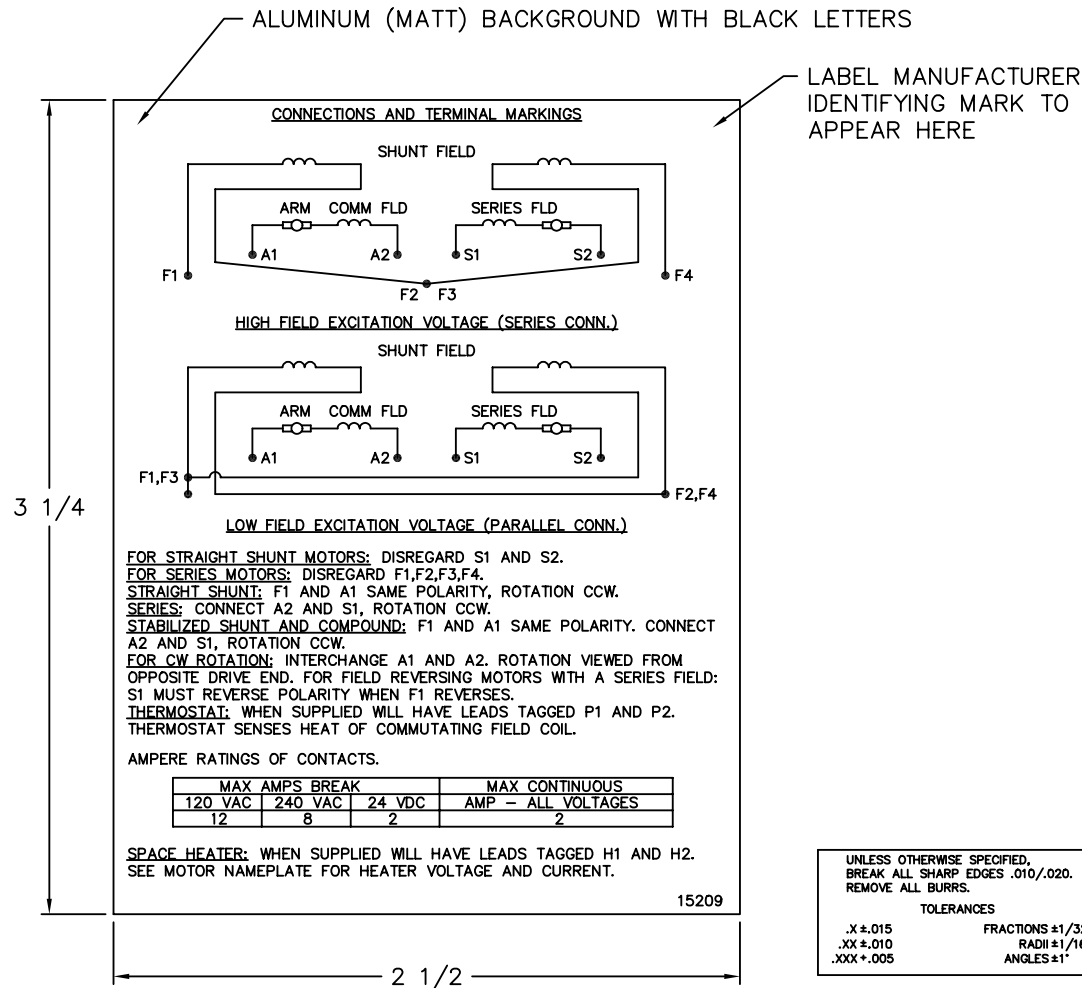 ALUMINUM (MATT) BACKGROUND WITH BLACK LETTERS
LABEL MANUFACTURER
IDENTIFYING MARK TO
APPEAR HERE
CONNECTIONS AND TERMINAL MARKINGS
SHUNT FIELD
ARM COMM FLD SERIES FLD
A1 A2 S1 S2
F1 F4
F2 F3
HIGH FIELD EXCITATION VOLTAGE (SERIES CONN.)
SHUNT FIELD
ARM COMM FLD SERIES FLD
A1 A2 S1 S2
F1,F3
F2,F4
3 1/4
LOW FIELD EXCITATION VOLTAGE (PARALLEL CONN.)
FOR STRAIGHT SHUNT MOTORS: DISREGARD S1 AND S2.
FOR SERIES MOTORS: DISREGARD F1,F2,F3,F4.
STRAIGHT SHUNT: F1 AND A1 SAME POLARITY, ROTATION CCW.
SERIES: CONNECT A2 AND S1, ROTATION CCW.
STABILIZED SHUNT AND COMPOUND: F1 AND A1 SAME POLARITY. CONNECT
A2 AND S1, ROTATION CCW.
FOR CW ROTATION: INTERCHANGE A1 AND A2. ROTATION VIEWED FROM
OPPOSITE DRIVE END. FOR FIELD REVERSING MOTORS WITH A SERIES FIELD:
S1 MUST REVERSE POLARITY WHEN F1 REVERSES.
THERMOSTAT: WHEN SUPPLIED WILL HAVE LEADS TAGGED P1 AND P2.
THERMOSTAT SENSES HEAT OF COMMUTATING FIELD COIL.
AMPERE RATINGS OF CONTACTS.
MAX AMPS BREAK MAX CONTINUOUS
120 VAC 240 VAC 24 VDC AMP – ALL VOLTAGES
12 8 2 2
SPACE HEATER: WHEN SUPPLIED WILL HAVE LEADS TAGGED H1 AND H2.
SEE MOTOR NAMEPLATE FOR HEATER VOLTAGE AND CURRENT.
15209
2 1/2
UNLESS OTHERWISE SPECIFIED,
BREAK ALL SHARP EDGES .010/.020.
REMOVE ALL BURRS.
TOLERANCES
.X ±.015 FRACTIONS ±1/32
.XX ±.010 RADII ±1/16
.XXX +.005 ANGLES ±1°